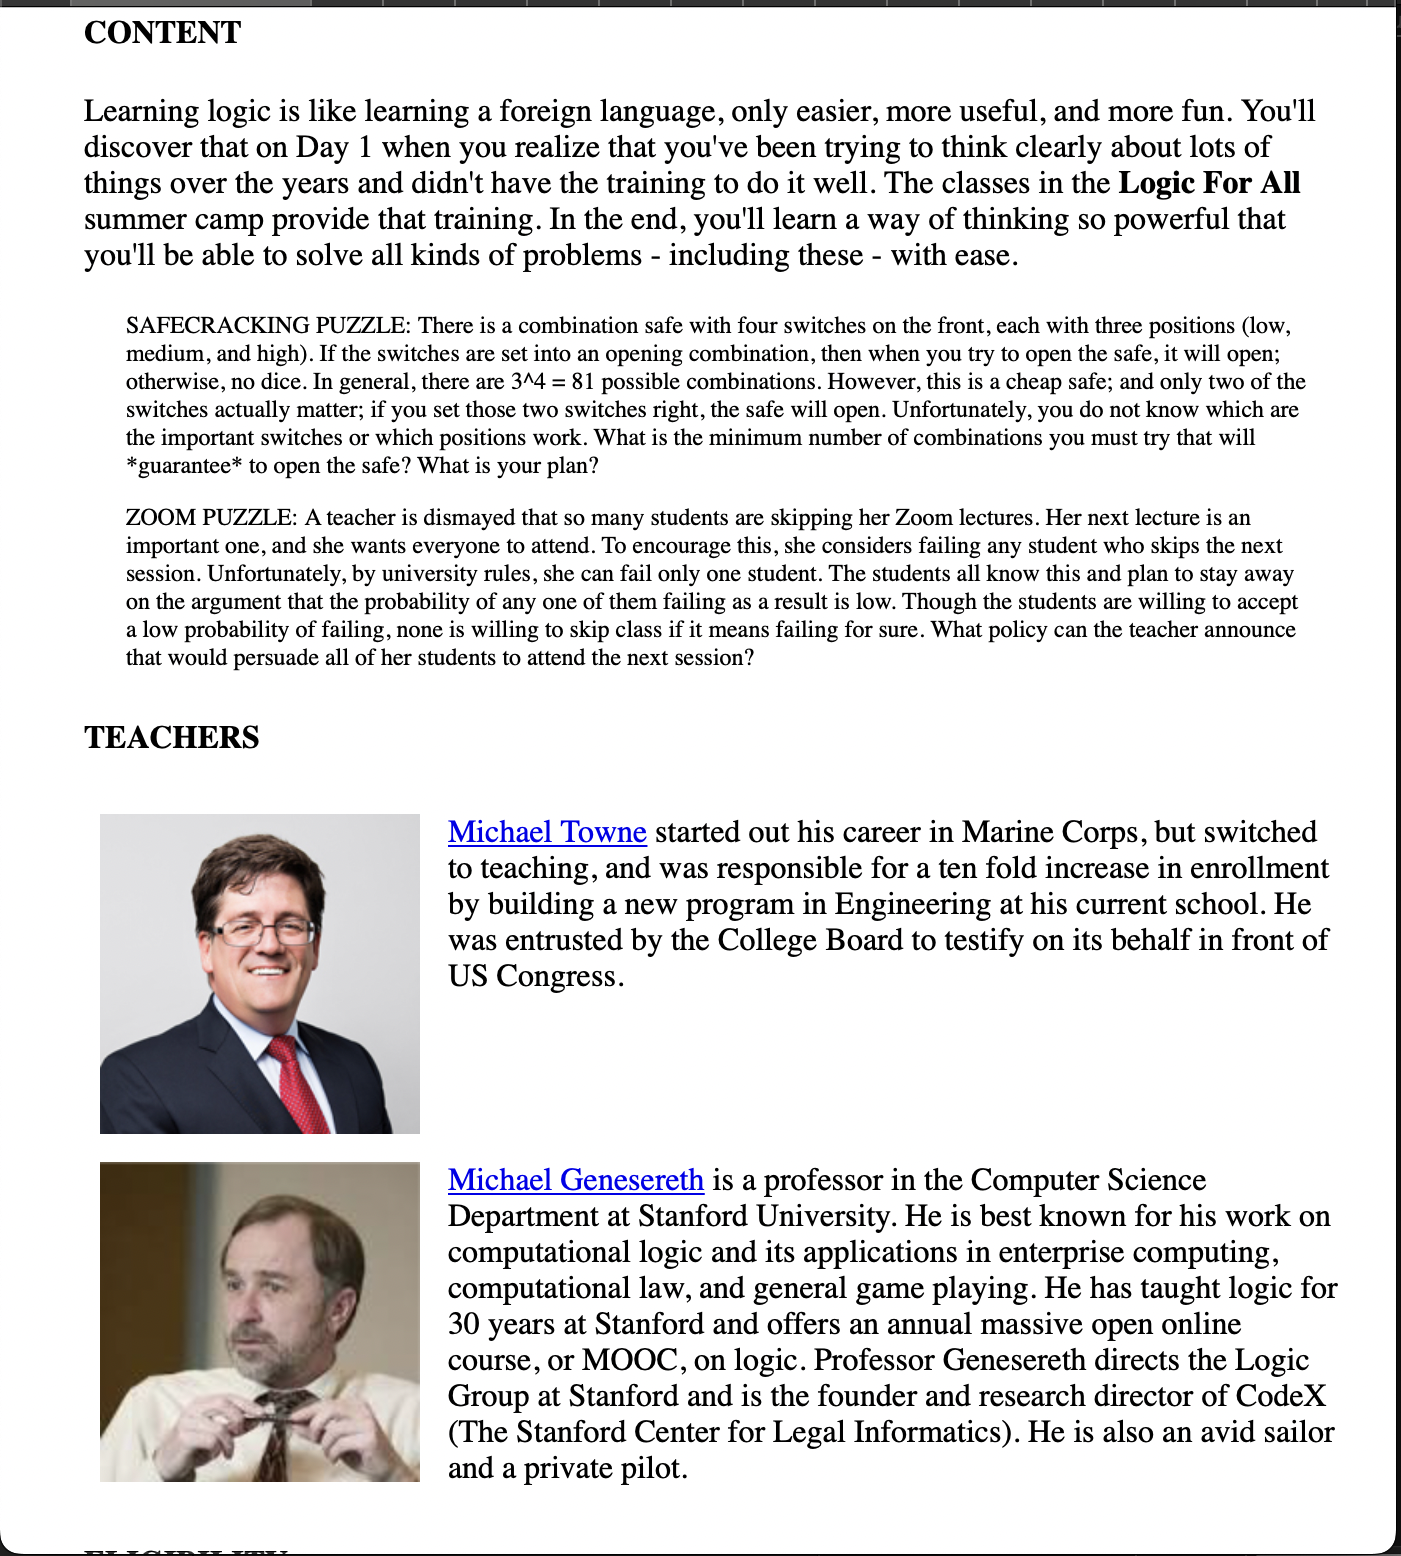 CONTENT
Learning logic is like learning a foreign language, only easier, more useful, and more fun. You'll
discover that on Day 1 when you realize that you've been trying to think clearly about lots of
things over the years and didn't have the training to do it well. The classes in the Logic For All
summer camp provide that training. In the end, you'll learn a way of thinking so powerful that
you'll be able to solve all kinds of problems - including these - with ease.
SAFECRACKING PUZZLE: There is a combination safe with four switches on the front, each with three positions (low,
medium, and high). If the switches are set into an opening combination, then when you try to open the safe, it will open;
otherwise, no dice. In general, there are 3^4 = 81 possible combinations. However, this is a cheap safe; and only two of the
switches actually matter; if you set those two switches right, the safe will open. Unfortunately, you do not know which are
the important switches or which positions work. What is the minimum number of combinations you must try that will
*guarantee* to open the safe? What is your plan?
ZOOM PUZZLE: A teacher is dismayed that so many students are skipping her Zoom lectures. Her next lecture is an
important one, and she wants everyone to attend. To encourage this, she considers failing any student who skips the next
session. Unfortunately, by university rules, she can fail only one student. The students all know this and plan to stay away
on the argument that the probability of any one of them failing as a result is low. Though the students are willing to accept
a low probability of failing, none is willing to skip class if it means failing for sure. What policy can the teacher announce
that would persuade all of her students to attend the next session?
TEACHERS
Michael Towne started out his career in Marine Corps, but switched
to teaching, and was responsible for a ten fold increase in enrollment
by building a new program in Engineering at his current school. He
was entrusted by the College Board to testify on its behalf in front of
US Congress.
Michael Genesereth is a professor in the Computer Science
Department at Stanford University. He is best known for his work on
computational logic and its applications in enterprise computing,
computational law, and general game playing. He has taught logic for
30 years at Stanford and offers an annual massive open online
course, or MOOC, on logic. Professor Genesereth directs the Logic
Group at Stanford and is the founder and research director of CodeX
(The Stanford Center for Legal Informatics). He is also an avid sailor
and a private pilot.